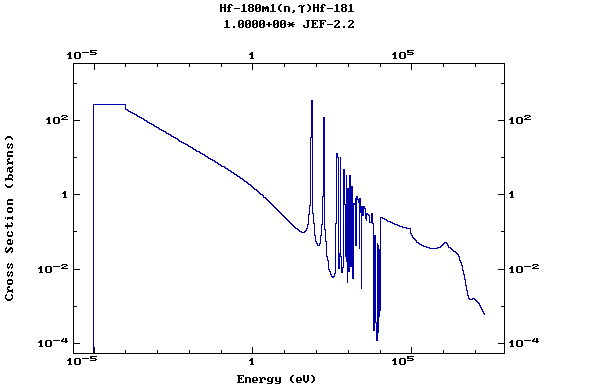 Hf-180m1(n,γ)Hf-181
1.0000+00* JEF-2.2
10⁻⁵ 1 10⁵
10² 10²
1 1
10⁻² 10⁻²
10⁻⁴ 10⁻⁴
Cross Section (barns)
10⁻⁵ 1 10⁵
Energy (eV)